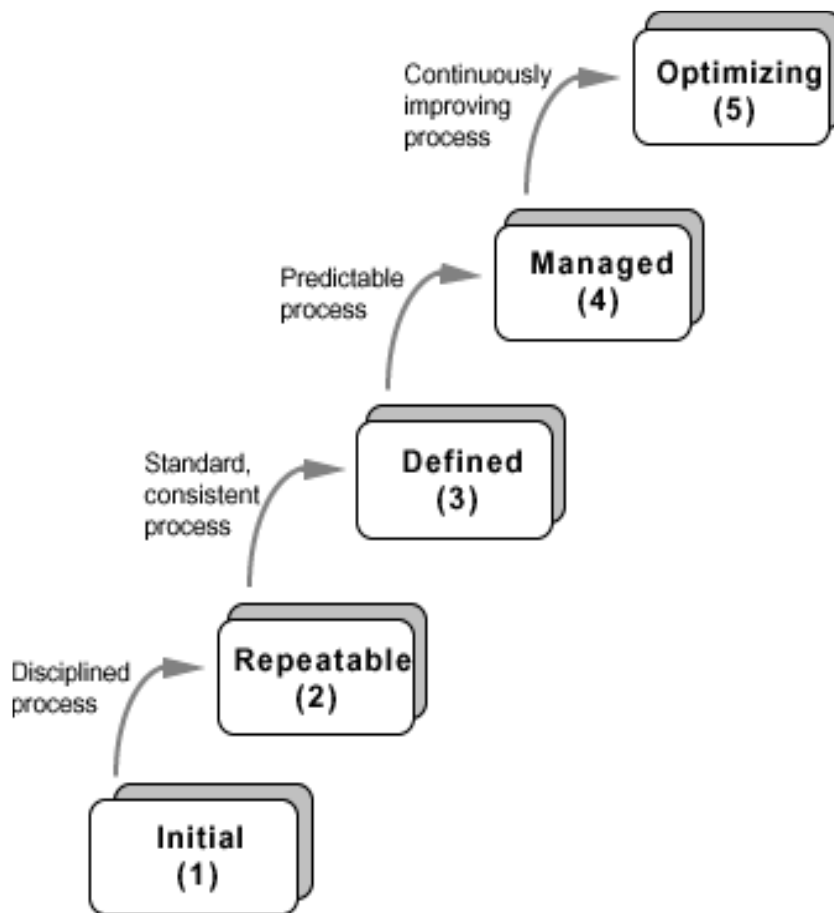 Continuously
improving
process
Optimizing
(5)
Predictable
process
Managed
(4)
Standard,
consistent
process
Defined
(3)
Disciplined
process
Repeatable
(2)
Initial
(1)